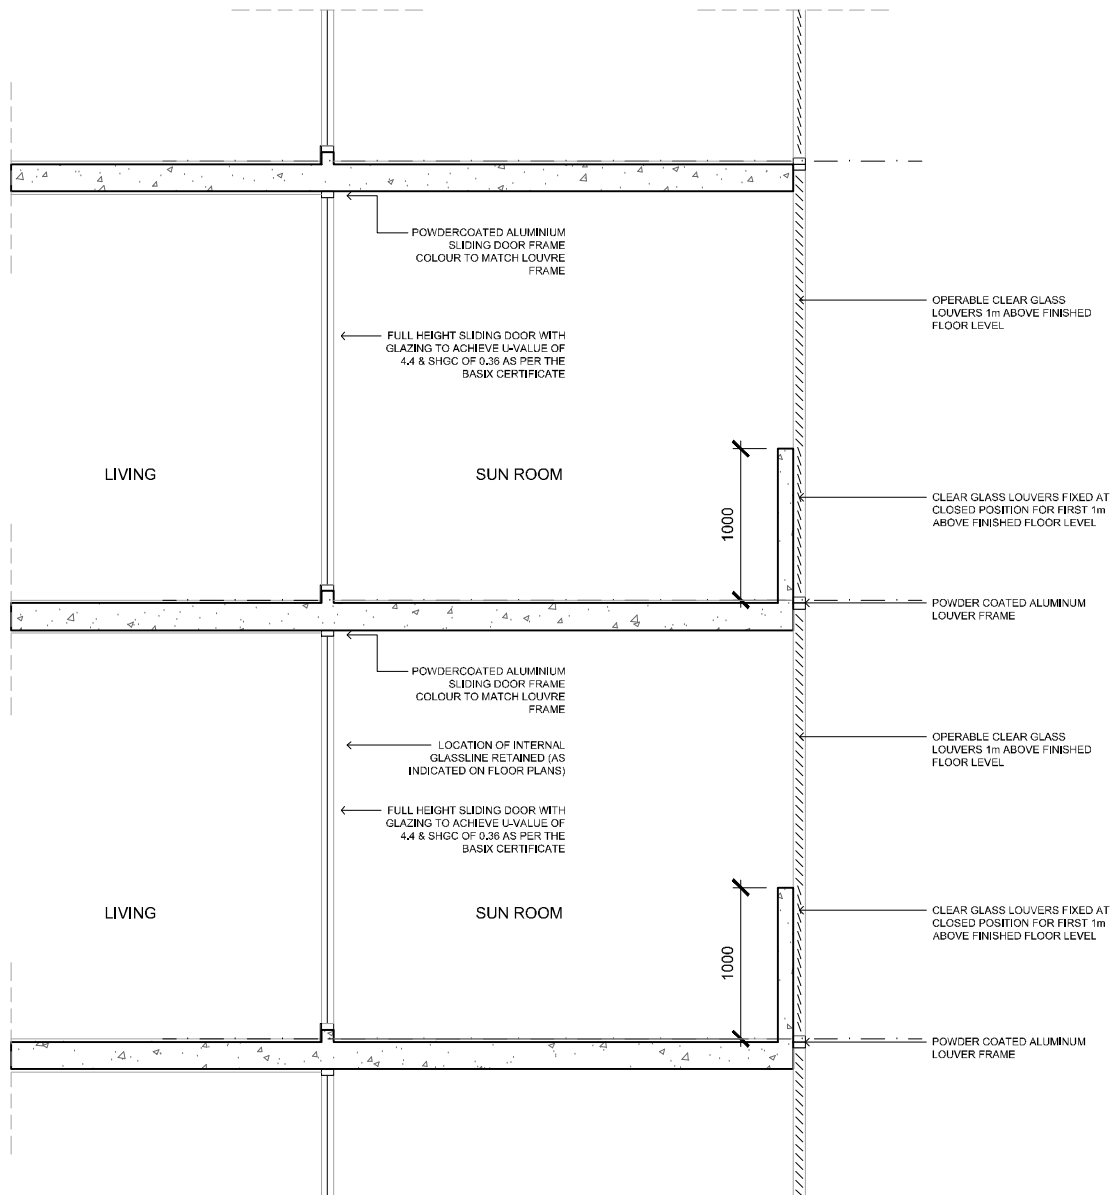 POWDERCOATED ALUMINIUM
SLIDING DOOR FRAME
COLOUR TO MATCH LOUVRE
FRAME
OPERABLE CLEAR GLASS
LOUVERS 1m ABOVE FINISHED
FLOOR LEVEL
FULL HEIGHT SLIDING DOOR WITH
GLAZING TO ACHIEVE U-VALUE OF
4.4 & SHGC OF 0.36 AS PER THE
BASIX CERTIFICATE
LIVING
SUN ROOM
1000
CLEAR GLASS LOUVERS FIXED AT
CLOSED POSITION FOR FIRST 1m
ABOVE FINISHED FLOOR LEVEL
POWDER COATED ALUMINUM
LOUVER FRAME
POWDERCOATED ALUMINIUM
SLIDING DOOR FRAME
COLOUR TO MATCH LOUVRE
FRAME
LOCATION OF INTERNAL
GLASSLINE RETAINED (AS
INDICATED ON FLOOR PLANS)
OPERABLE CLEAR GLASS
LOUVERS 1m ABOVE FINISHED
FLOOR LEVEL
FULL HEIGHT SLIDING DOOR WITH
GLAZING TO ACHIEVE U-VALUE OF
4.4 & SHGC OF 0.36 AS PER THE
BASIX CERTIFICATE
LIVING
SUN ROOM
1000
CLEAR GLASS LOUVERS FIXED AT
CLOSED POSITION FOR FIRST 1m
ABOVE FINISHED FLOOR LEVEL
POWDER COATED ALUMINUM
LOUVER FRAME